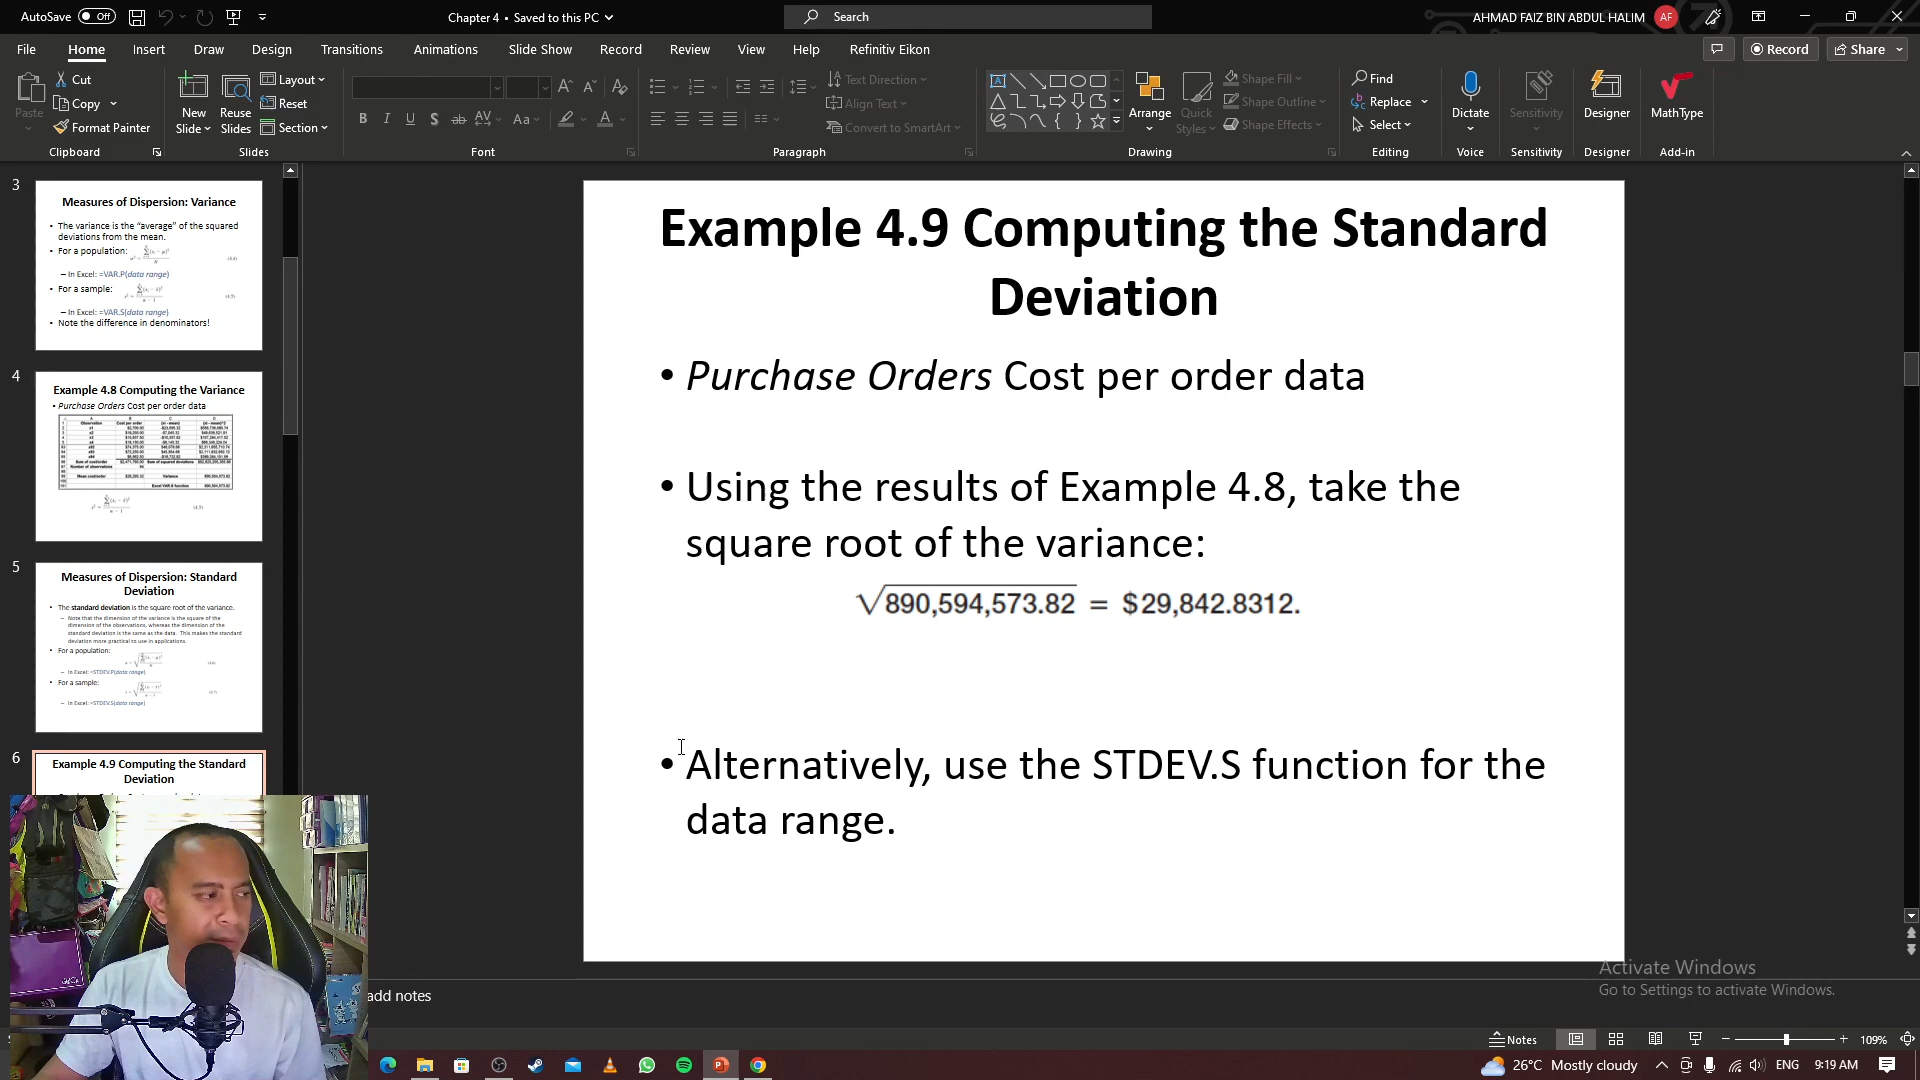 AutoSave Off
Chapter 4 • Saved to this PC
Search
AHMAD FAIZ BIN ABDUL HALIM AF
File Home Insert Draw Design Transitions Animations Slide Show Record Review View Help Refinitiv Eikon Record Share
Paste Cut Copy Format Painter
Clipboard
New Slide Reuse Slides Layout Reset Section
Slides
B I U S ab AV Aa A
Font
Text Direction Align Text Convert to SmartArt
Paragraph
Arrange Quick Styles Shape Fill Shape Outline Shape Effects
Drawing
Find Replace Select
Editing
Dictate
Voice
Sensitivity
Sensitivity
Designer
Designer
MathType
Add-in
3
Measures of Dispersion: Variance
• The variance is the “average” of the squared
deviations from the mean.
• For a population:
– In Excel: =VAR.P(data range)
• For a sample:
– In Excel: =VAR.S(data range)
• Note the difference in denominators!
4
Example 4.8 Computing the Variance
• Purchase Orders Cost per order data
5
Measures of Dispersion: Standard
Deviation
• The standard deviation is the square root of the variance.
– Note that the dimension of the variance is the square of the
dimension of the observations, whereas the dimension of the
standard deviation is the same as the data. This makes the standard
deviation more practical to use in applications.
• For a population:
– In Excel: =STDEV.P(data range)
• For a sample:
– In Excel: =STDEV.S(data range)
6
Example 4.9 Computing the Standard
Deviation
Example 4.9 Computing the Standard
Deviation
• Purchase Orders Cost per order data
• Using the results of Example 4.8, take the
square root of the variance:
√890,594,573.82 = $29,842.8312.
• Alternatively, use the STDEV.S function for the
data range.
add notes
Activate Windows
Go to Settings to activate Windows.
Notes 109%
26°C Mostly cloudy ENG 9:19 AM